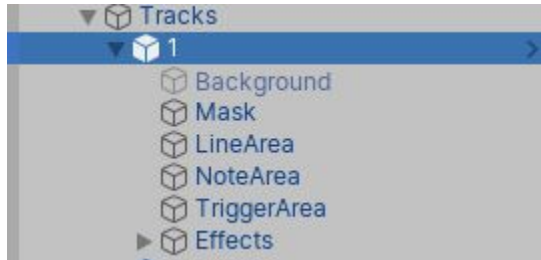 Tracks
1
Background
Mask
LineArea
NoteArea
TriggerArea
Effects